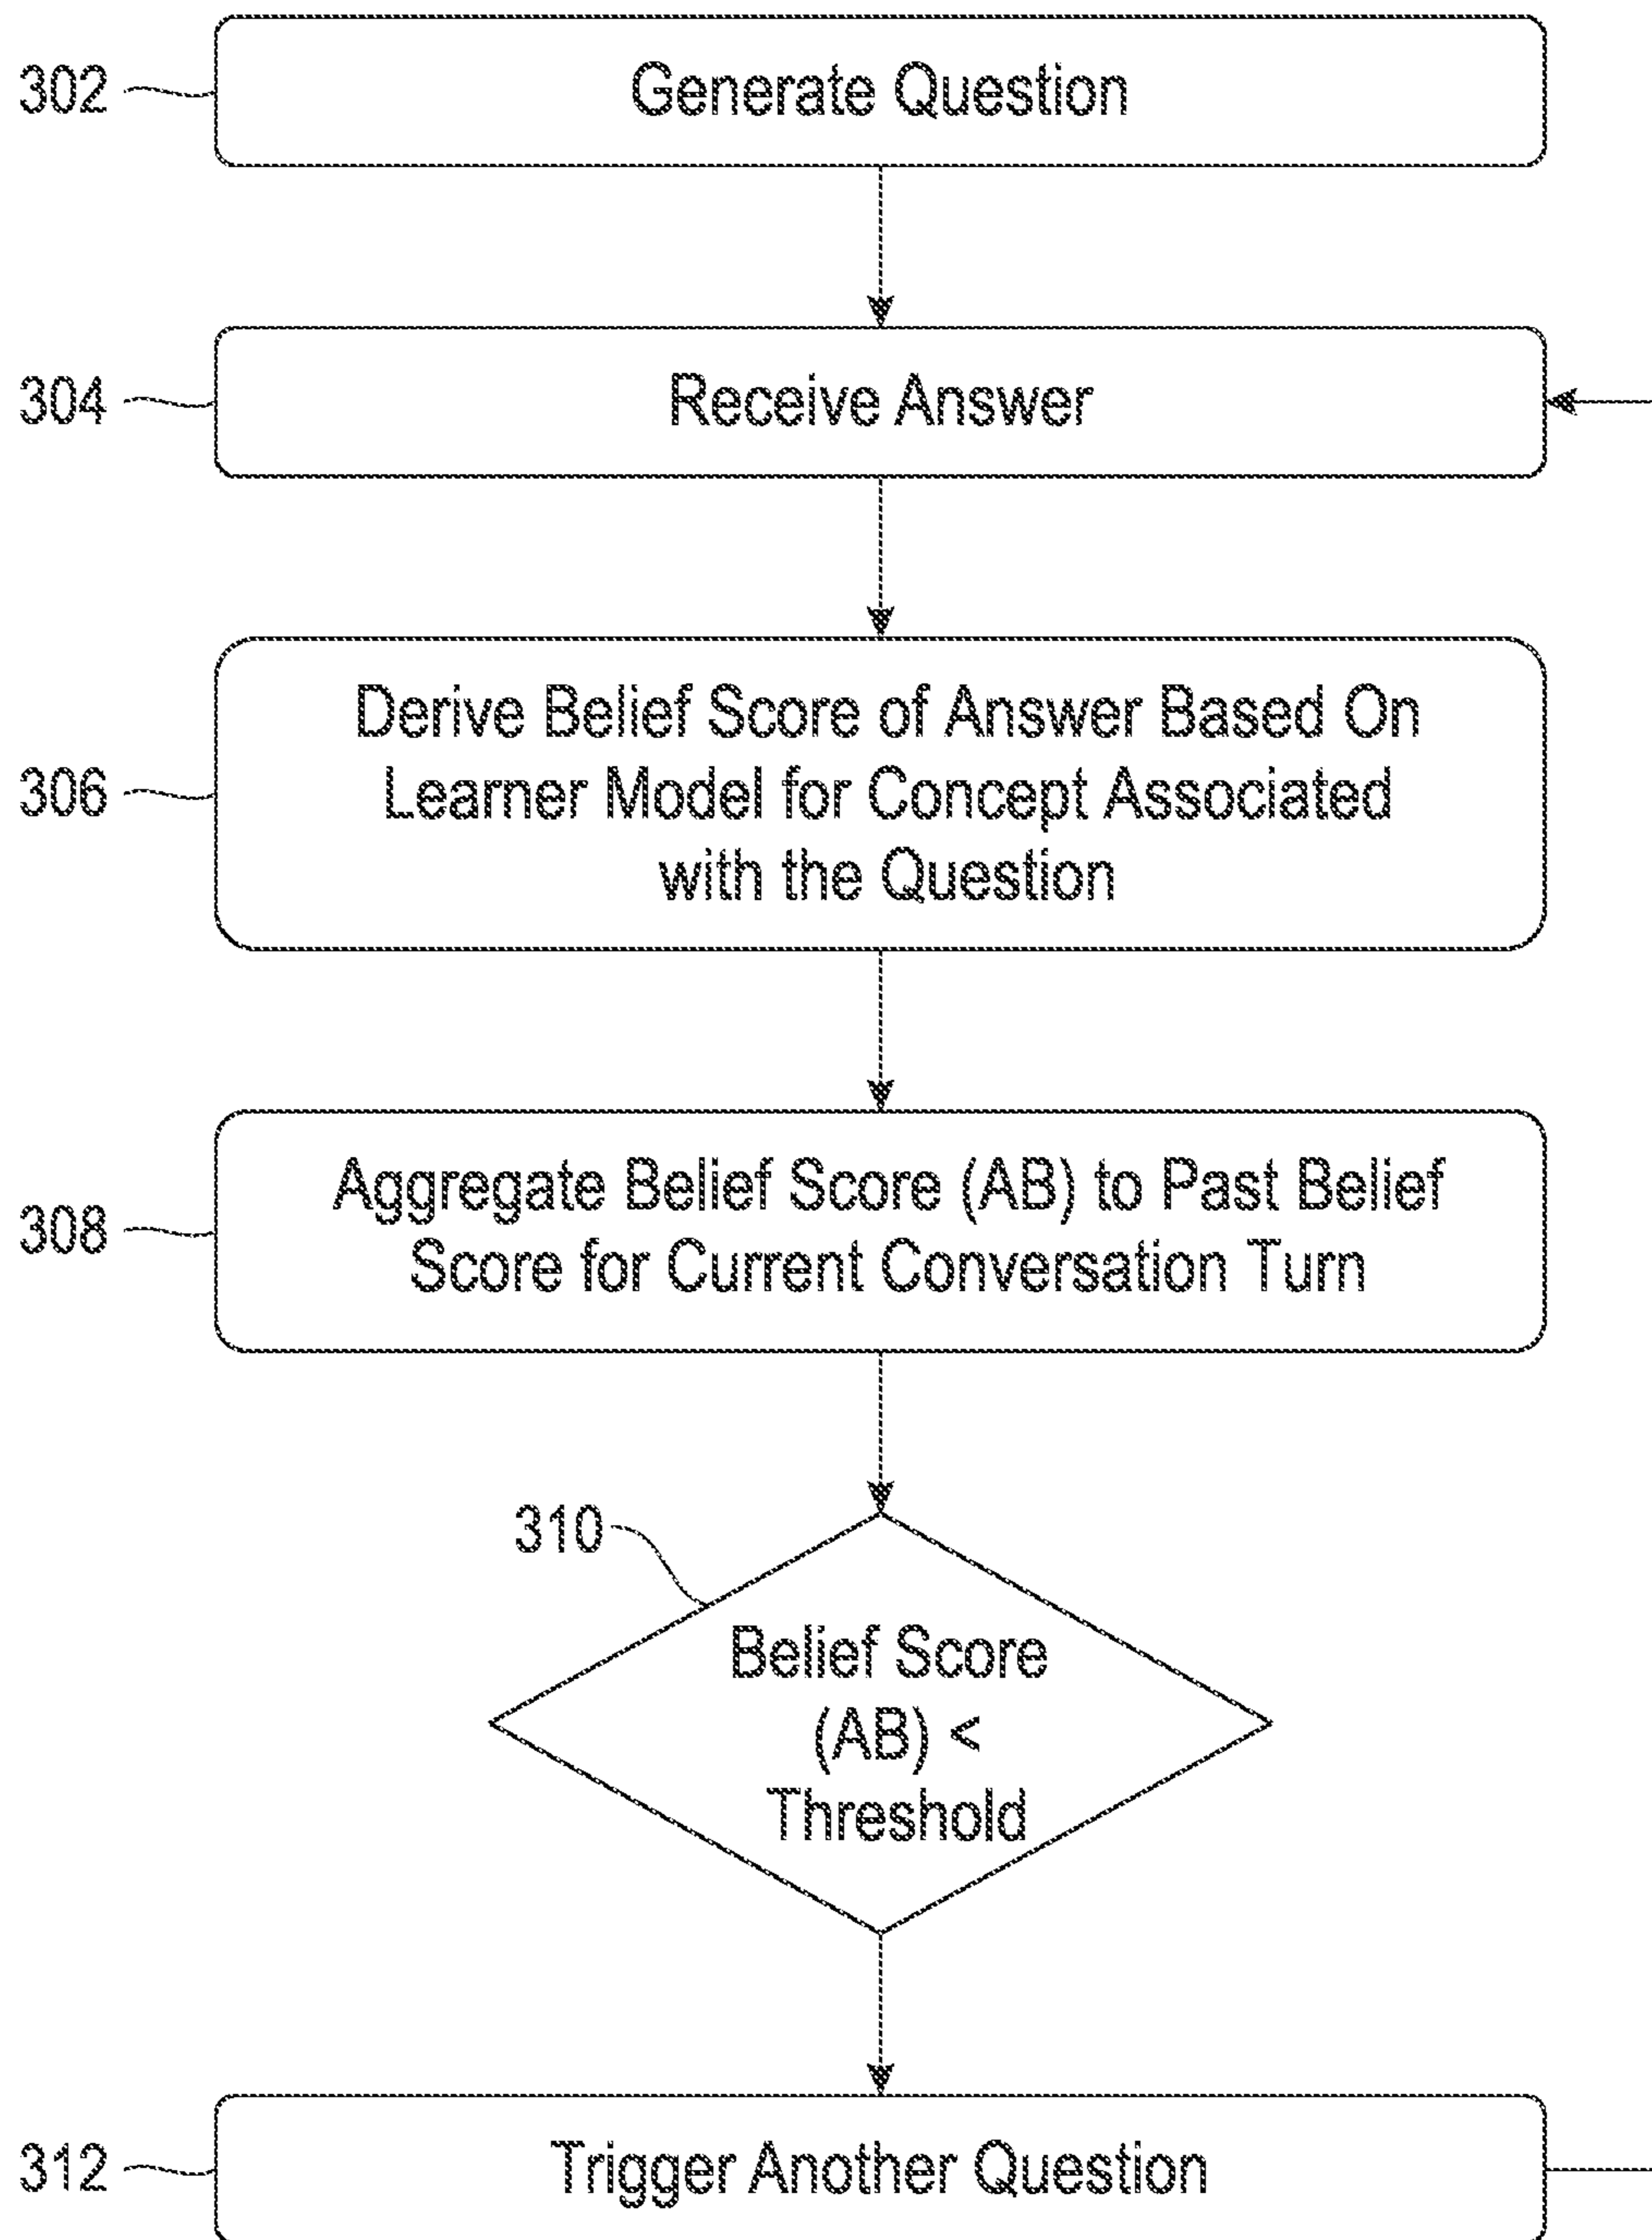 302
Generate Question
304
Receive Answer
306
Derive Belief Score of Answer Based On
Learner Model for Concept Associated
with the Question
308
Aggregate Belief Score (AB) to Past Belief
Score for Current Conversation Turn
310
Belief Score
(AB) <
Threshold
312
Trigger Another Question